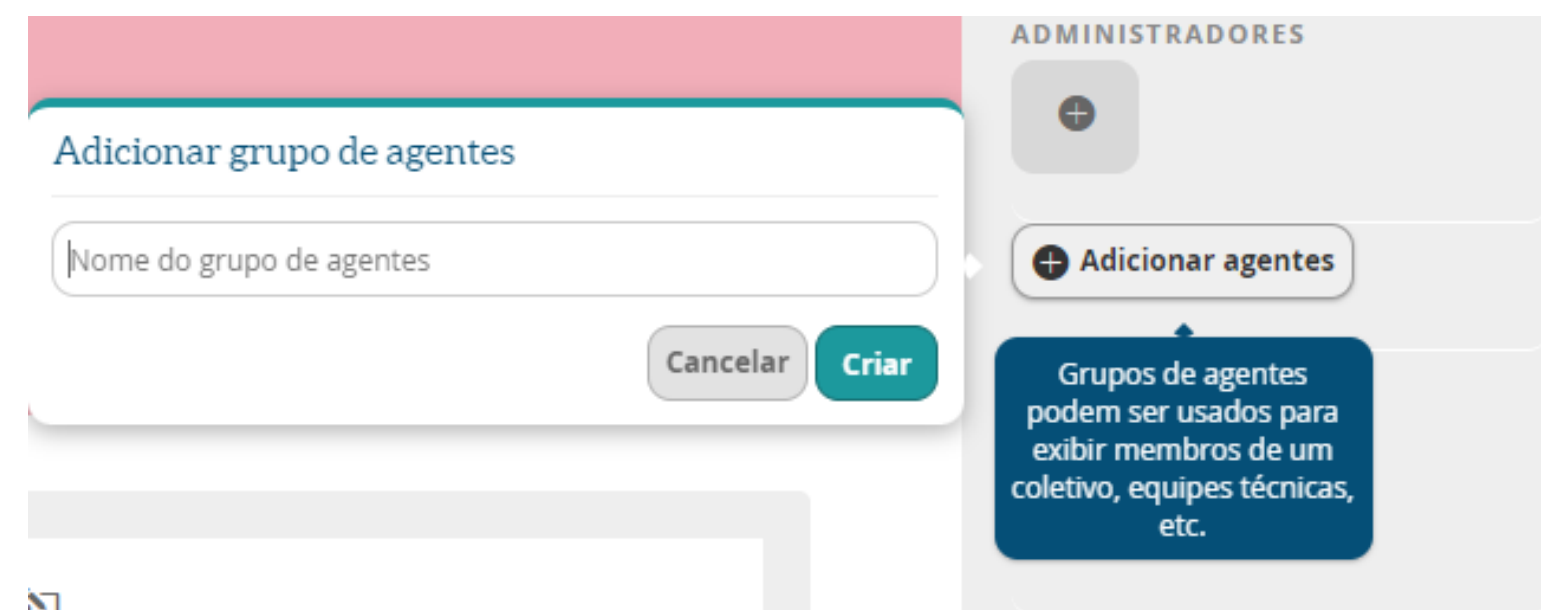 ADMINISTRADORES
Adicionar grupo de agentes
Nome do grupo de agentes
Cancelar
Criar
Adicionar agentes
Grupos de agentes
podem ser usados para
exibir membros de um
coletivo, equipes técnicas,
etc.